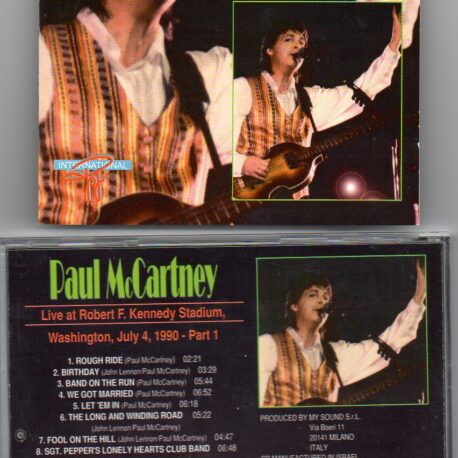 INTERNATIONAL
Paul McCartney
Live at Robert F. Kennedy Stadium,
Washington, July 4, 1990 - Part 1
1. ROUGH RIDE (Paul McCartney) 02:21
2. BIRTHDAY (John Lennon/Paul McCartney) 03:29
3. BAND ON THE RUN (Paul McCartney) 05:44
4. WE GOT MARRIED (Paul McCartney) 06:52
5. LET 'EM IN (Paul McCartney) 06:18
6. THE LONG AND WINDING ROAD 05:22
(John Lennon/Paul McCartney)
7. FOOL ON THE HILL (John Lennon/Paul McCartney) 04:47
8. SGT. PEPPER'S LONELY HEARTS CLUB BAND 06:48
PRODUCED BY MY SOUND S.r.L.
Via Boeri 11
20141 MILANO
ITALY
CD MANUFACTURED IN ISRAEL